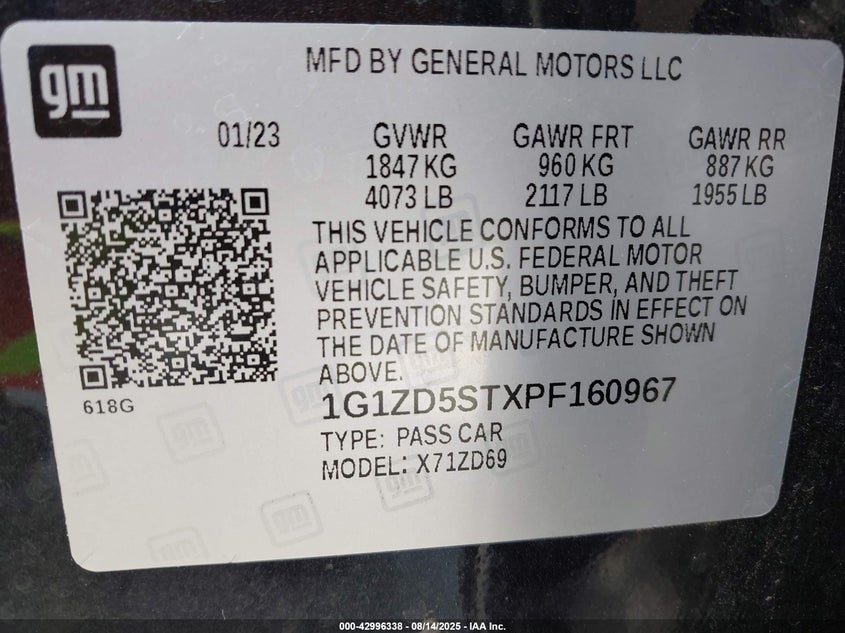 gm
MFD BY GENERAL MOTORS LLC
01/23 GVWR GAWR FRT GAWR RR
1847 KG 960 KG 887 KG
4073 LB 2117 LB 1955 LB
THIS VEHICLE CONFORMS TO ALL
APPLICABLE U.S. FEDERAL MOTOR
VEHICLE SAFETY, BUMPER, AND THEFT
PREVENTION STANDARDS IN EFFECT ON
THE DATE OF MANUFACTURE SHOWN
ABOVE.
618G
1G1ZD5STXPF160967
TYPE: PASS CAR
MODEL: X71ZD69
000-42996338 - 08/14/2025 - IAA Inc.